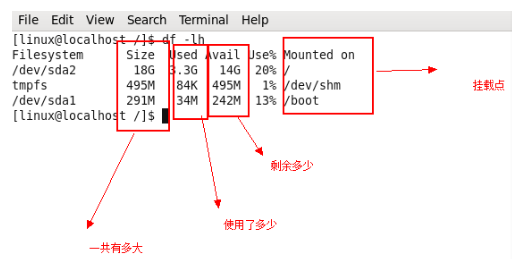 File Edit View Search Terminal Help
[linux@localhost /]$ df -lh
Filesystem Size Used Avail Use% Mounted on
/dev/sda2 18G 3.3G 14G 20% /
tmpfs 495M 84K 495M 1% /dev/shm
/dev/sda1 291M 34M 242M 13% /boot
[linux@localhost /]$
挂载点
剩余多少
使用了多少
一共有多大